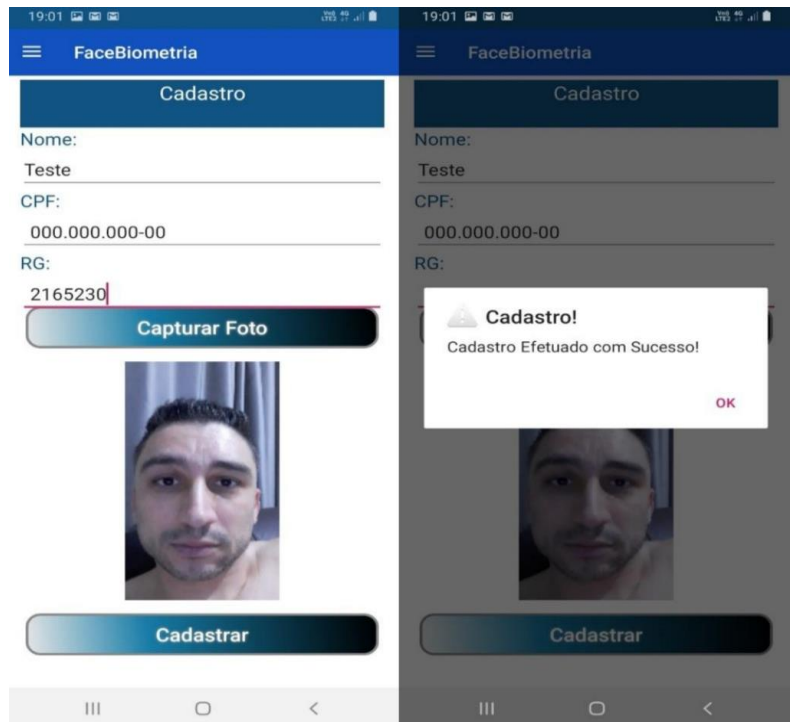 19:01
FaceBiometria
Cadastro
Nome:
Teste
CPF:
000.000.000-00
RG:
2165230
Capturar Foto
Cadastrar
19:01
FaceBiometria
Cadastro
Nome:
Teste
CPF:
000.000.000-00
RG:
Cadastro!
Cadastro Efetuado com Sucesso!
OK
Cadastrar